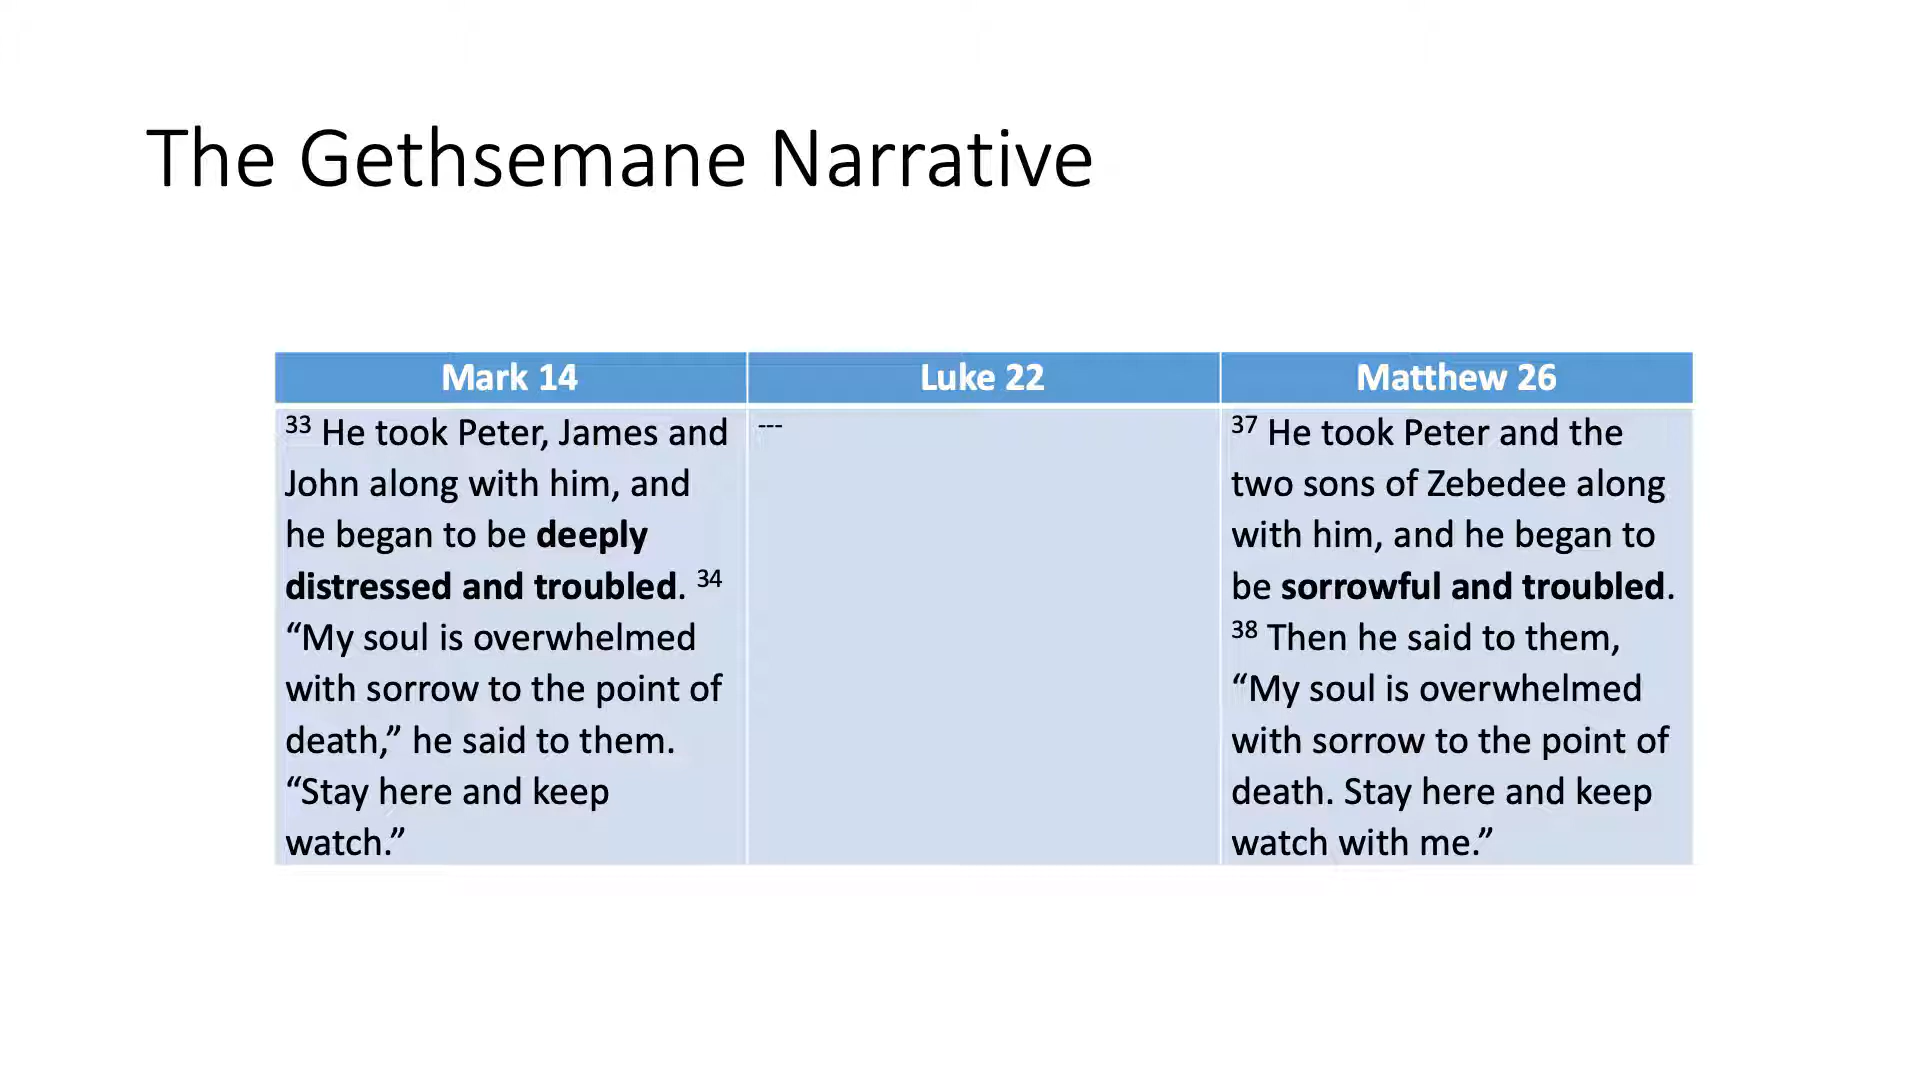 The Gethsemane Narrative
Mark 14
Luke 22
Matthew 26
33 He took Peter, James and
John along with him, and
he began to be deeply
distressed and troubled. 34
“My soul is overwhelmed
with sorrow to the point of
death,” he said to them.
“Stay here and keep
watch.”
---
37 He took Peter and the
two sons of Zebedee along
with him, and he began to
be sorrowful and troubled.
38 Then he said to them,
“My soul is overwhelmed
with sorrow to the point of
death. Stay here and keep
watch with me.”